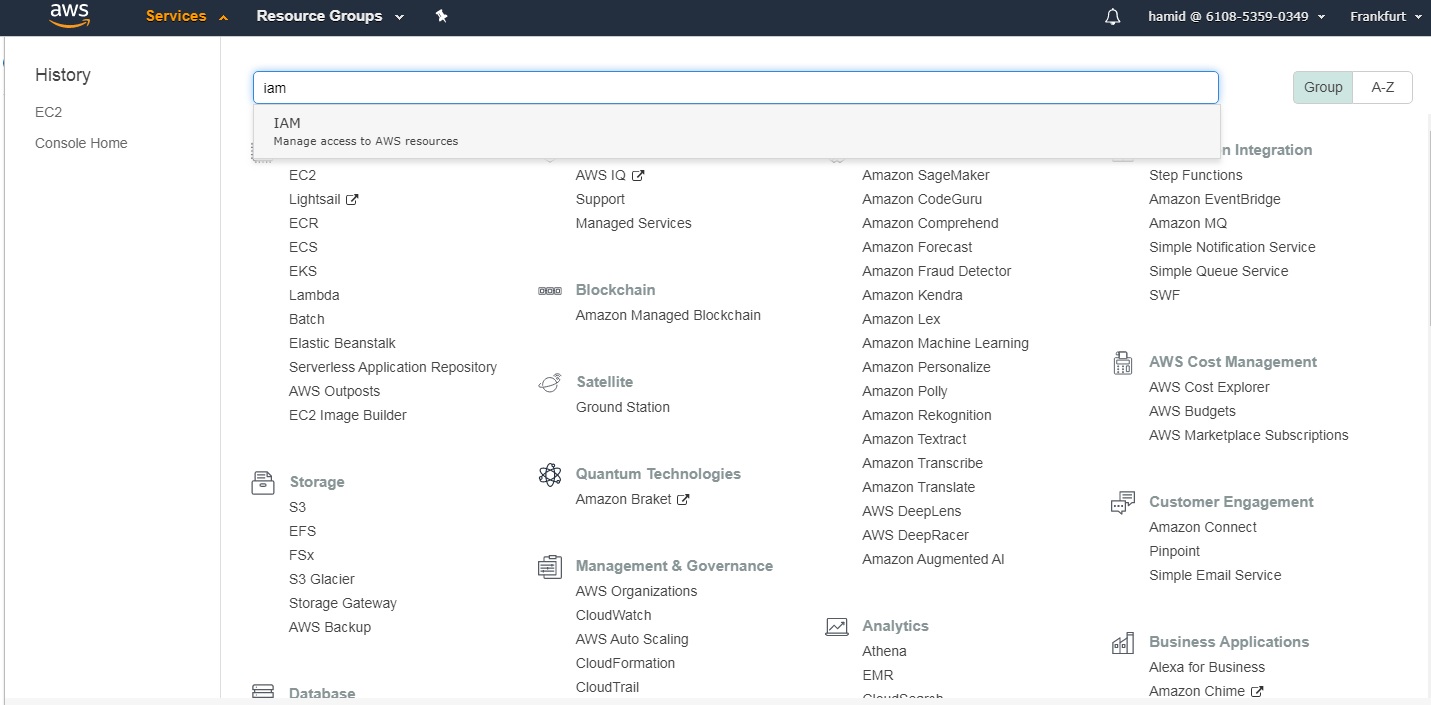 aws
Services
Resource Groups
hamid @ 6108-5359-0349
Frankfurt
History
EC2
Console Home
iam
Group
A-Z
IAM
Manage access to AWS resources
EC2
Lightsail
ECR
ECS
EKS
Lambda
Batch
Elastic Beanstalk
Serverless Application Repository
AWS Outposts
EC2 Image Builder
Storage
S3
EFS
FSx
S3 Glacier
Storage Gateway
AWS Backup
Database
AWS IQ
Support
Managed Services
Blockchain
Amazon Managed Blockchain
Satellite
Ground Station
Quantum Technologies
Amazon Braket
Management & Governance
AWS Organizations
CloudWatch
AWS Auto Scaling
CloudFormation
CloudTrail
Amazon SageMaker
Amazon CodeGuru
Amazon Comprehend
Amazon Forecast
Amazon Fraud Detector
Amazon Kendra
Amazon Lex
Amazon Machine Learning
Amazon Personalize
Amazon Polly
Amazon Rekognition
Amazon Textract
Amazon Transcribe
Amazon Translate
AWS DeepLens
AWS DeepRacer
Amazon Augmented AI
Analytics
Athena
EMR
CloudSearch
n Integration
Step Functions
Amazon EventBridge
Amazon MQ
Simple Notification Service
Simple Queue Service
SWF
AWS Cost Management
AWS Cost Explorer
AWS Budgets
AWS Marketplace Subscriptions
Customer Engagement
Amazon Connect
Pinpoint
Simple Email Service
Business Applications
Alexa for Business
Amazon Chime